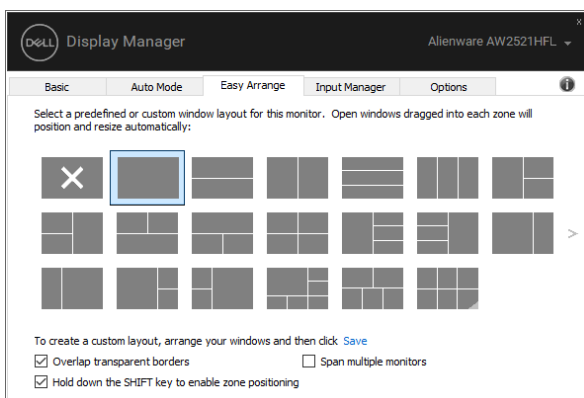 DELL Display Manager
Alienware AW2521HFL
Basic
Auto Mode
Easy Arrange
Input Manager
Options
Select a predefined or custom window layout for this monitor. Open windows dragged into each zone will
position and resize automatically:
To create a custom layout, arrange your windows and then click Save
Overlap transparent borders
Span multiple monitors
Hold down the SHIFT key to enable zone positioning